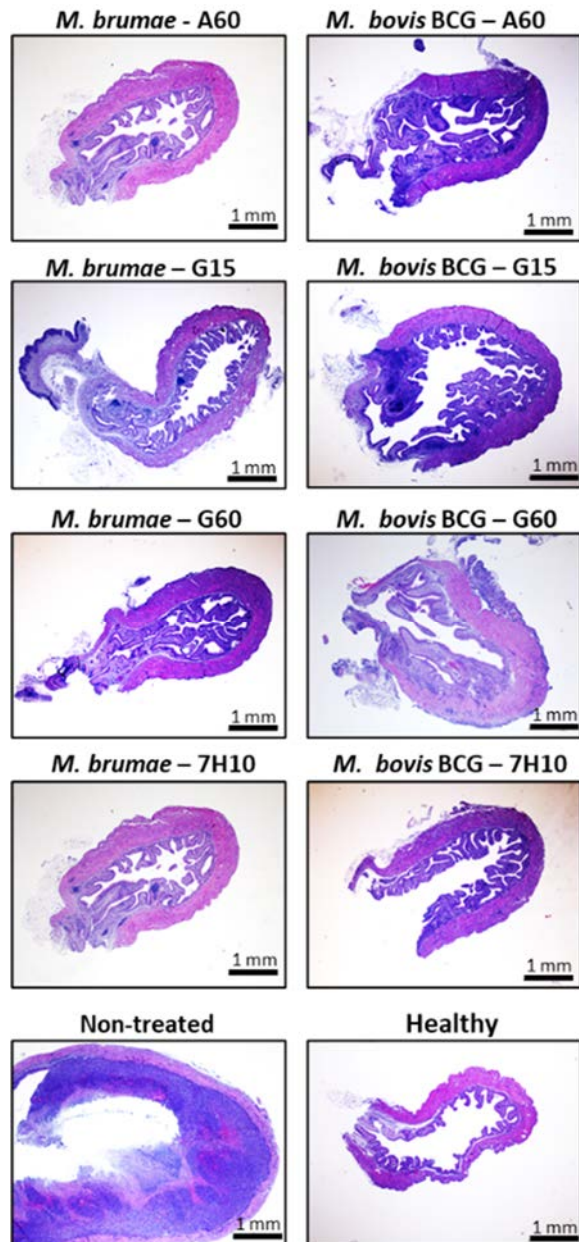 M. brumae - A60
M. bovis BCG – A60
1 mm
1 mm
M. brumae – G15
M. bovis BCG – G15
1 mm
1 mm
M. brumae – G60
M. bovis BCG – G60
1 mm
1 mm
M. brumae – 7H10
M. bovis BCG – 7H10
1 mm
1 mm
Non-treated
Healthy
1 mm
1 mm